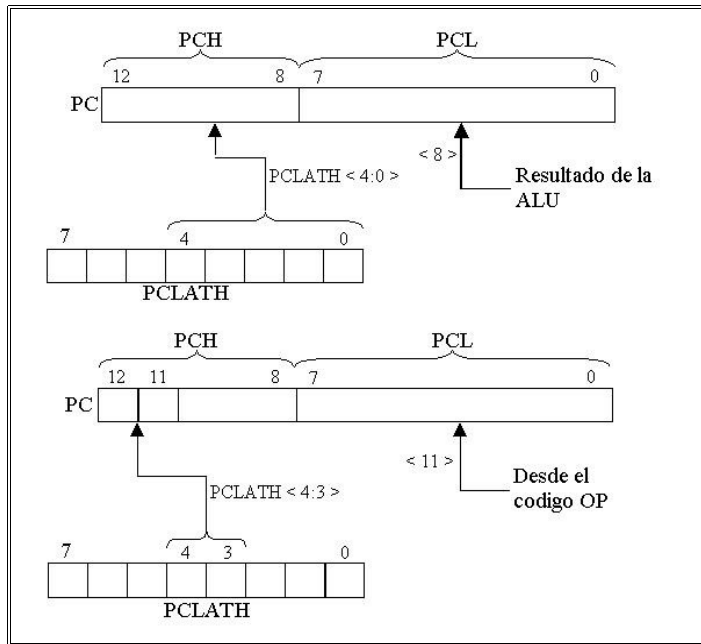 PCH PCL
12 8 7 0
PC
< 8 >
PCLATH < 4:0 >
Resultado de la
ALU
7 4 0
PCLATH
PCH PCL
12 11 8 7 0
PC
< 11 >
PCLATH < 4:3 >
Desde el
codigo OP
7 4 3 0
PCLATH